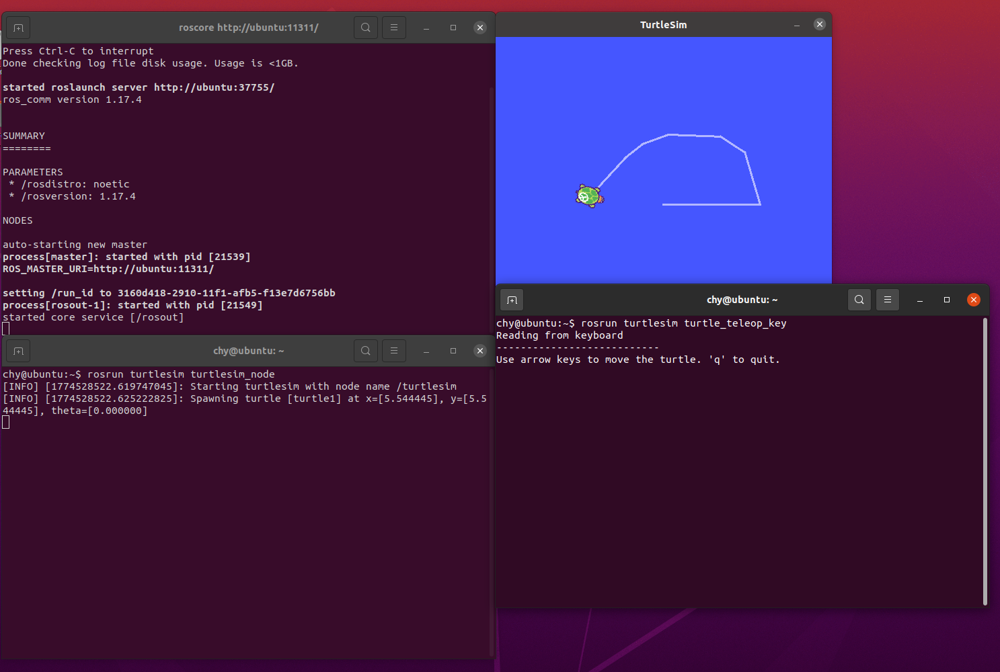 roscore http://ubuntu:11311/
Press Ctrl-C to interrupt
Done checking log file disk usage. Usage is <1GB.
started roslaunch server http://ubuntu:37755/
ros_comm version 1.17.4
SUMMARY
========
PARAMETERS
* /rosdistro: noetic
* /rosversion: 1.17.4
NODES
auto-starting new master
process[master]: started with pid [21539]
ROS_MASTER_URI=http://ubuntu:11311/
setting /run_id to 3160d418-2910-11f1-afb5-f13e7d6756bb
process[rosout-1]: started with pid [21549]
started core service [/rosout]
chy@ubuntu: ~
chy@ubuntu:~$ rosrun turtlesim turtlesim_node
[INFO] [1774528522.619747045]: Starting turtlesim with node name /turtlesim
[INFO] [1774528522.625222825]: Spawning turtle [turtle1] at x=[5.544445], y=[5.5
44445], theta=[0.000000]
TurtleSim
chy@ubuntu: ~
chy@ubuntu:~$ rosrun turtlesim turtle_teleop_key
Reading from keyboard
---------------------------
Use arrow keys to move the turtle. 'q' to quit.